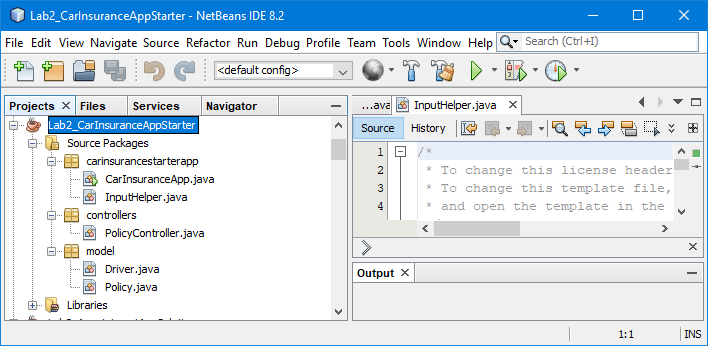 Lab2_CarInsuranceAppStarter - NetBeans IDE 8.2
File Edit View Navigate Source Refactor Run Debug Profile Team Tools Window Help Search (Ctrl+I)
<default config>
Projects Files Services Navigator
Lab2_CarInsuranceAppStarter
Source Packages
carinsurancestarterapp
CarInsuranceApp.java
InputHelper.java
controllers
PolicyController.java
model
Driver.java
Policy.java
Libraries
...ava InputHelper.java
Source History
1 /*
2 * To change this license header
3 * To change this template file,
4 * and open the template in the
Output
1:1 INS